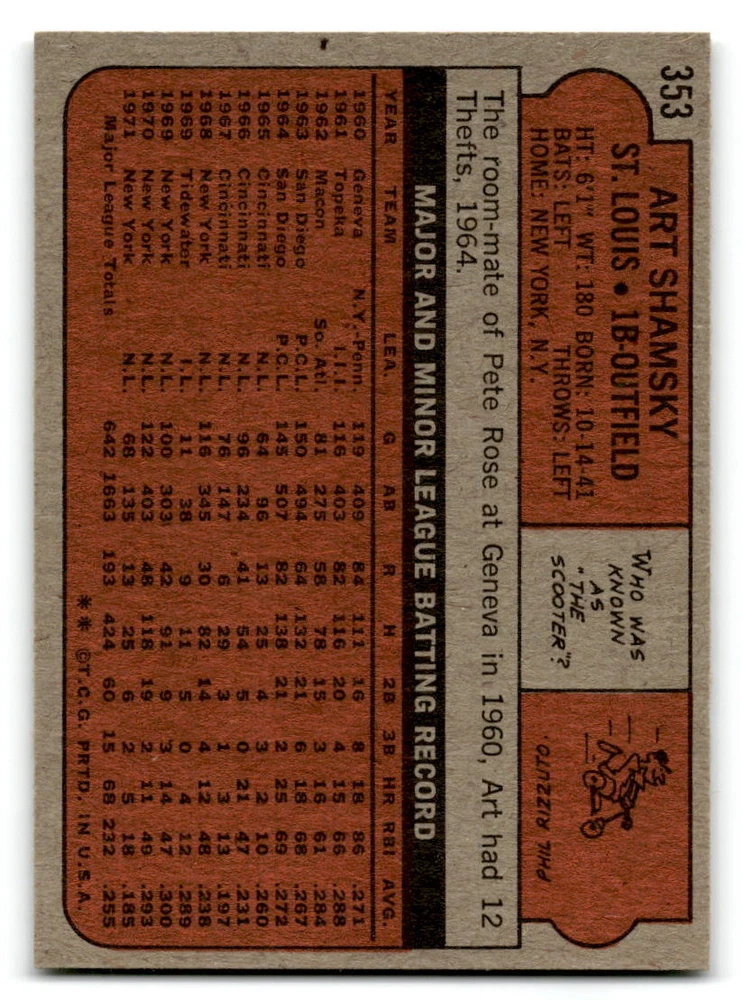 353
ART SHAMSKY
ST. LOUIS • 1B-OUTFIELD
HT: 6'1" WT: 180 BORN: 10-14-41
BATS: LEFT THROWS: LEFT
HOME: NEW YORK, N.Y.
WHO WAS
KNOWN
AS
"THE
SCOOTER"?
PHIL RIZZUTO.
The room-mate of Pete Rose at Geneva in 1960, Art had 12
Thefts, 1964.
MAJOR AND MINOR LEAGUE BATTING RECORD
YEAR TEAM LEA. G AB R H 2B 3B HR RBI AVG.
1960 Geneva N.Y.-Penn. 119 409 84 111 16 8 18 86 .271
1961 Topeka I.I.I. 116 403 82 116 20 4 15 66 .288
1962 Macon So. Atl. 81 275 58 78 15 3 16 61 .284
1963 San Diego P.C.L. 150 494 64 132 21 6 18 68 .267
1964 San Diego P.C.L. 145 507 82 138 21 2 25 69 .272
1965 Cincinnati N.L. 64 96 13 25 4 3 2 10 .260
1966 Cincinnati N.L. 96 234 41 54 5 0 21 47 .231
1967 Cincinnati N.L. 76 147 6 29 3 1 3 13 .197
1968 New York N.L. 116 345 30 82 14 4 12 48 .238
1969 Tidewater I.L. 11 38 9 11 5 0 4 12 .289
1969 New York N.L. 100 303 42 91 9 3 14 47 .300
1970 New York N.L. 122 403 48 118 19 2 11 49 .293
1971 New York N.L. 68 135 13 25 6 2 5 18 .185
Major League Totals 642 1663 193 424 60 15 68 232 .255
** ©T.C.G. PRTD. IN U.S.A.